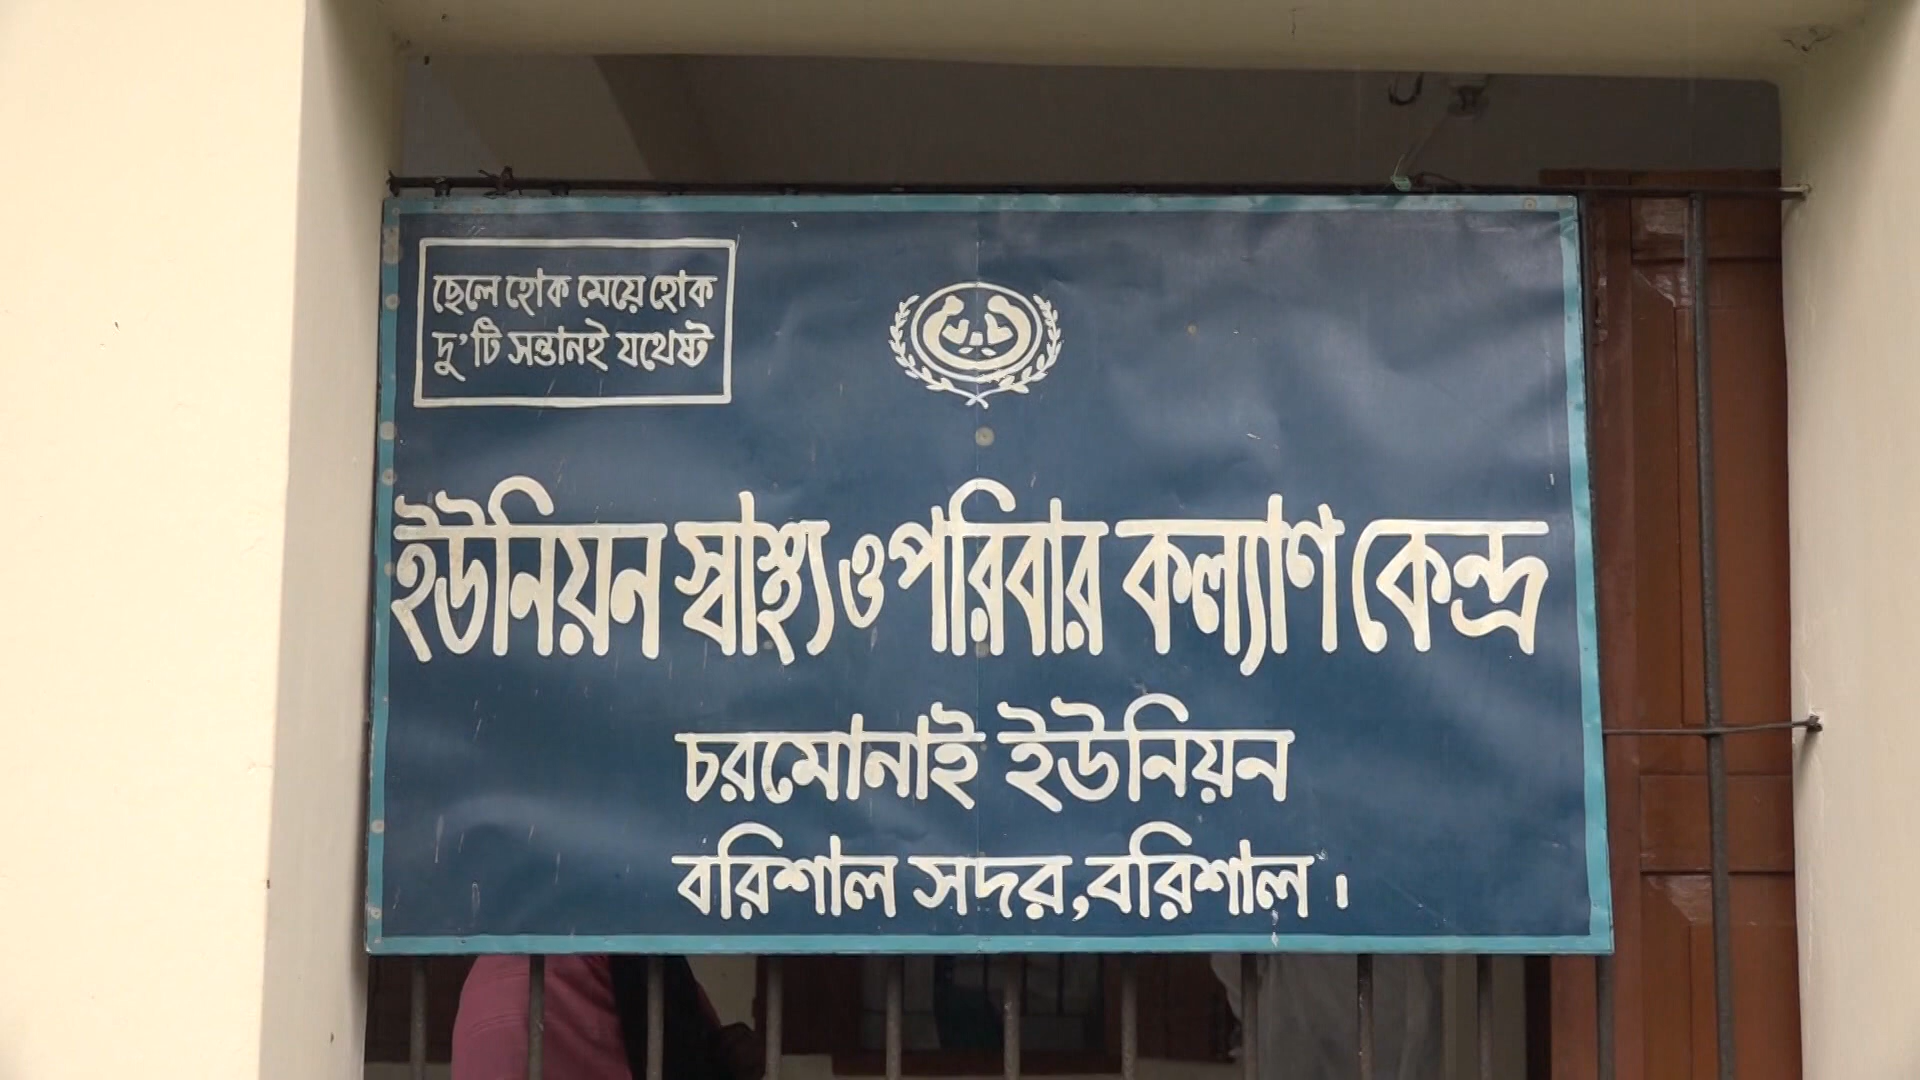 ছেলে হোক মেয়ে হোক
দু'টি সন্তানই যথেষ্ট
ইউনিয়ন স্বাস্থ্য ও পরিবার কল্যাণ কেন্দ্র
চরমোনাই ইউনিয়ন
বরিশাল সদর,বরিশাল।